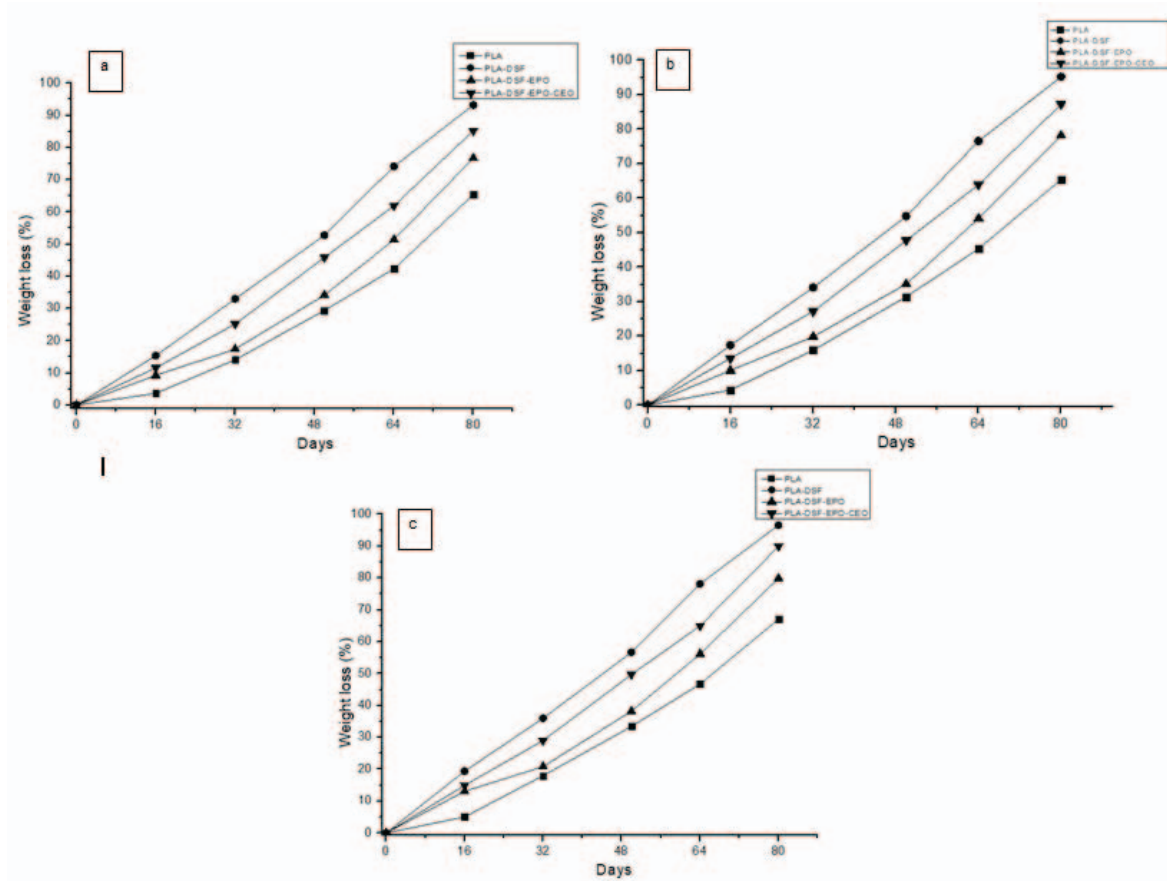 a
PLA
PLA-DSF
PLA-DSF-EPO
PLA-DSF-EPO-CEO
100
90
80
70
60
50
40
30
20
10
0
Weight loss (%)
0 16 32 48 64 80
Days
b
PLA
PLA-DSF
PLA-DSF-EPO
PLA-DSF-EPO-CEO
100
90
80
70
60
50
40
30
20
10
0
Weight loss (%)
0 16 32 48 64 80
Days
I
c
PLA
PLA-DSF
PLA-DSF-EPO
PLA-DSF-EPO-CEO
100
90
80
70
60
50
40
30
20
10
0
Weight loss (%)
0 16 32 48 64 80
Days